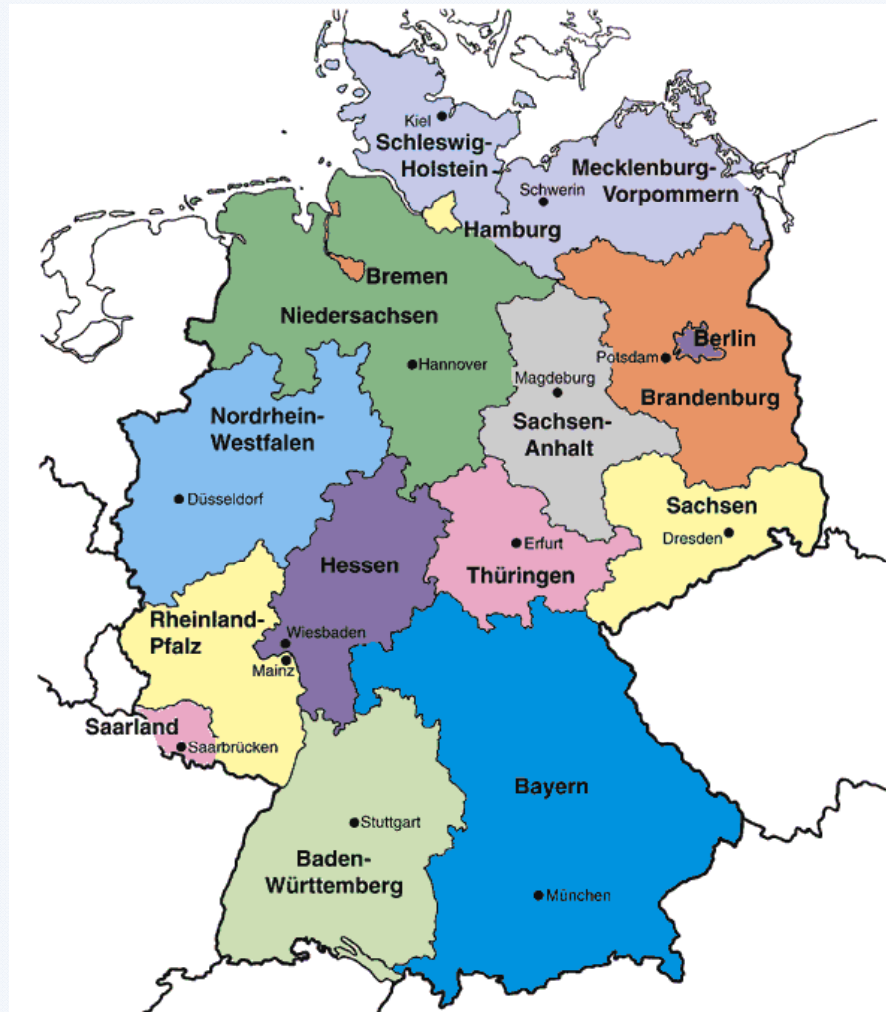 Kiel
Schleswig-
Holstein
Mecklenburg-
Vorpommern
Schwerin
Hamburg
Bremen
Niedersachsen
Hannover
Berlin
Potsdam
Brandenburg
Magdeburg
Sachsen-
Anhalt
Nordrhein-
Westfalen
Düsseldorf
Sachsen
Dresden
Erfurt
Thüringen
Hessen
Rheinland-
Pfalz
Wiesbaden
Mainz
Saarland
Saarbrücken
Bayern
Stuttgart
Baden-
Württemberg
München